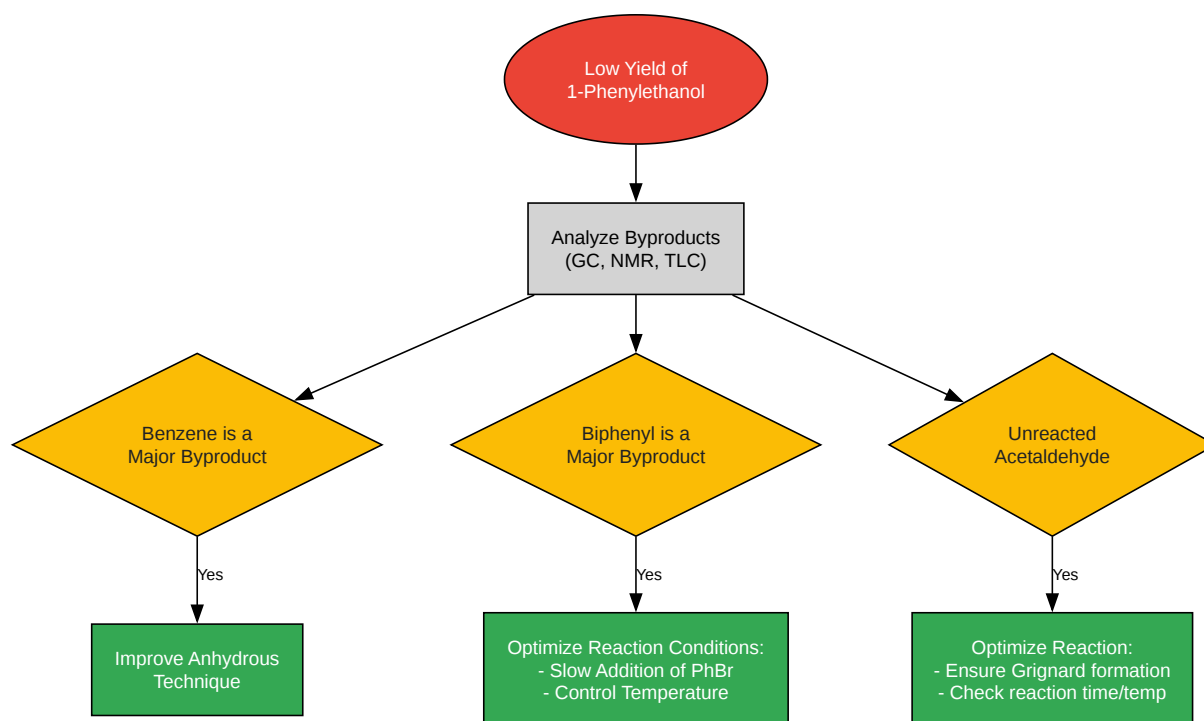 Low Yield of
1-Phenylethanol
Analyze Byproducts
(GC, NMR, TLC)
Benzene is a
Major Byproduct
Biphenyl is a
Major Byproduct
Unreacted
Acetaldehyde
Yes
Yes
Yes
Improve Anhydrous
Technique
Optimize Reaction Conditions:
- Slow Addition of PhBr
- Control Temperature
Optimize Reaction:
- Ensure Grignard formation
- Check reaction time/temp